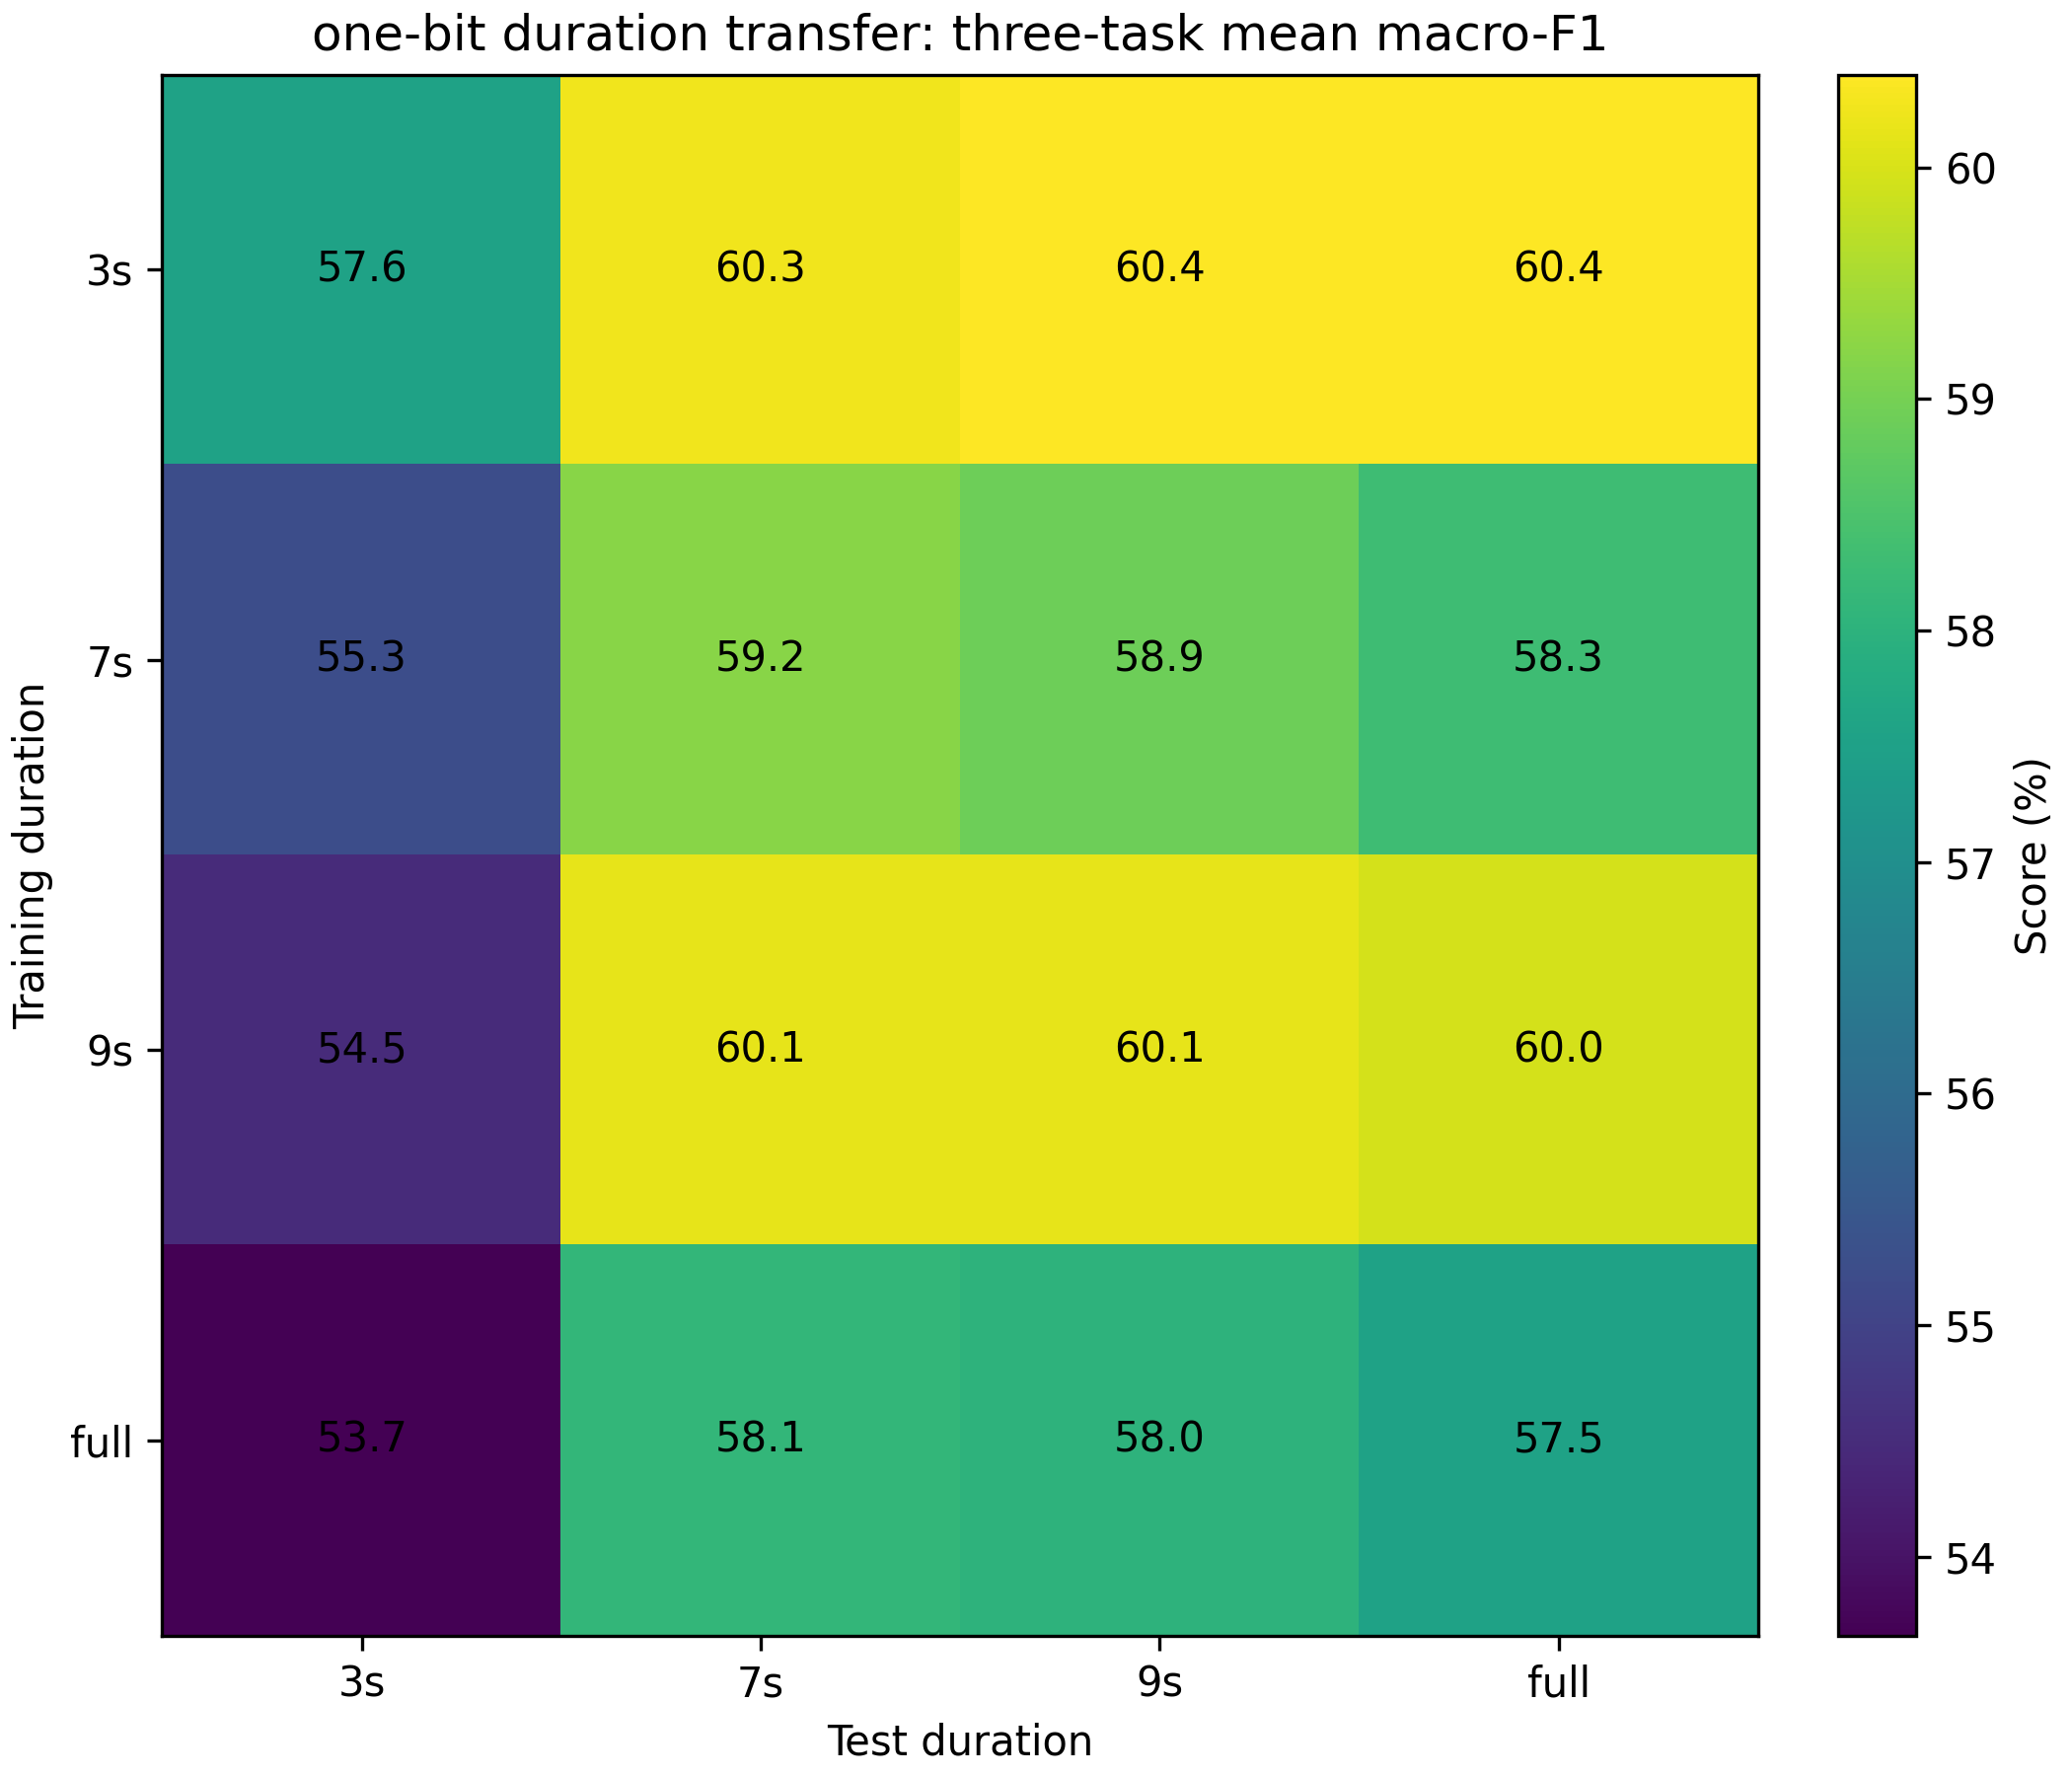 one-bit duration transfer: three-task mean macro-F1
3s 57.6 60.3 60.4 60.4
7s 55.3 59.2 58.9 58.3
9s 54.5 60.1 60.1 60.0
full 53.7 58.1 58.0 57.5
3s 7s 9s full
Test duration
Training duration
60
59
58
57
56
55
54
Score (%)